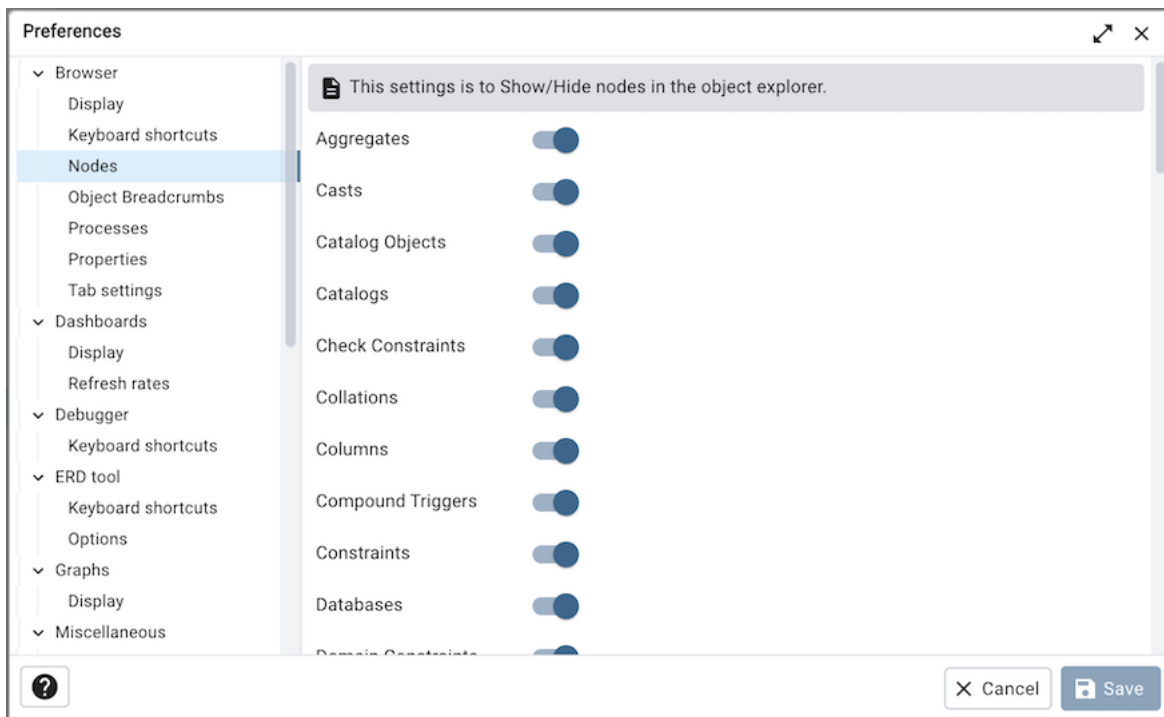 Preferences
Browser
Display
Keyboard shortcuts
Nodes
Object Breadcrumbs
Processes
Properties
Tab settings
Dashboards
Display
Refresh rates
Debugger
Keyboard shortcuts
ERD tool
Keyboard shortcuts
Options
Graphs
Display
Miscellaneous
This settings is to Show/Hide nodes in the object explorer.
Aggregates
Casts
Catalog Objects
Catalogs
Check Constraints
Collations
Columns
Compound Triggers
Constraints
Databases
Domain Constraints
Cancel
Save